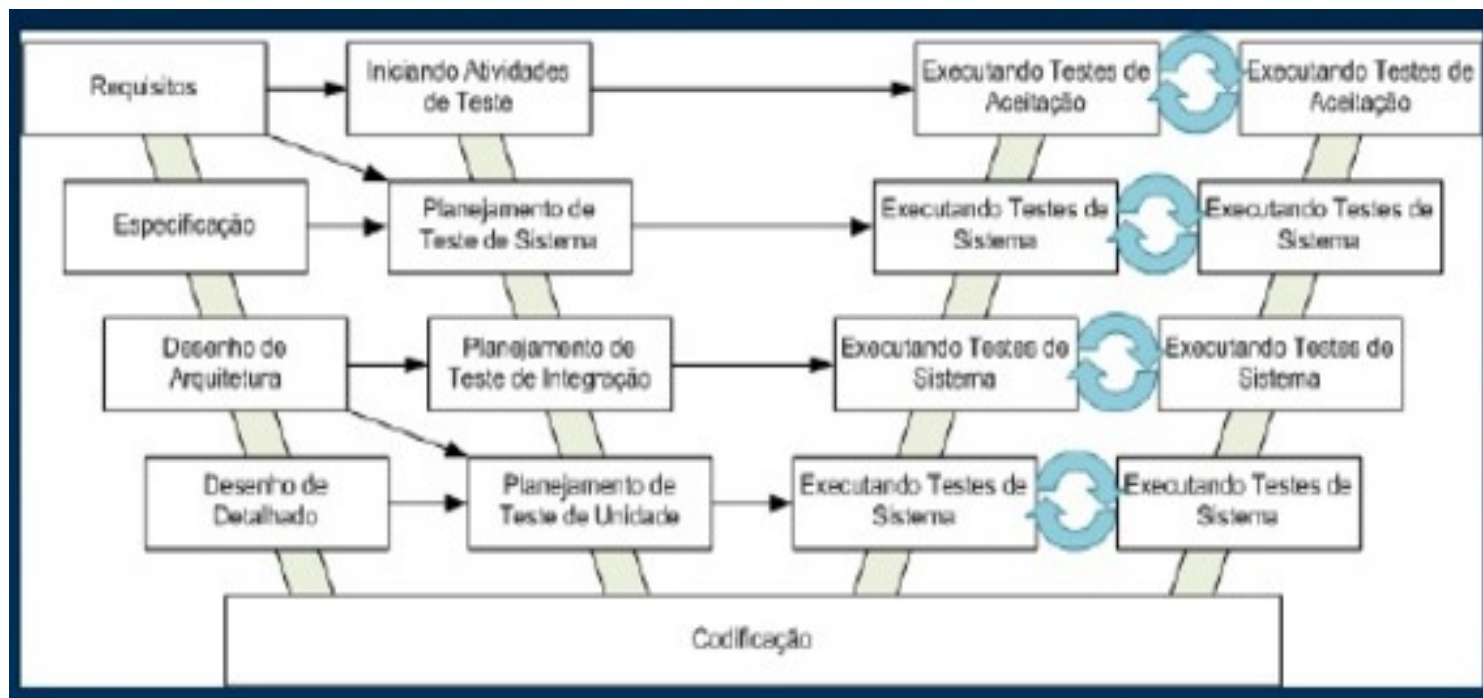 Requisitos
Iniciando Atividades
de Teste
Executando Testes de
Aceitação
Executando Testes de
Aceitação
Especificação
Planejamento de
Teste de Sistema
Executando Testes de
Sistema
Executando Testes de
Sistema
Desenho de
Arquitetura
Planejamento de
Teste de Integração
Executando Testes de
Sistema
Executando Testes de
Sistema
Desenho de
Detalhado
Planejamento de
Teste de Unidade
Executando Testes de
Sistema
Executando Testes de
Sistema
Codificação